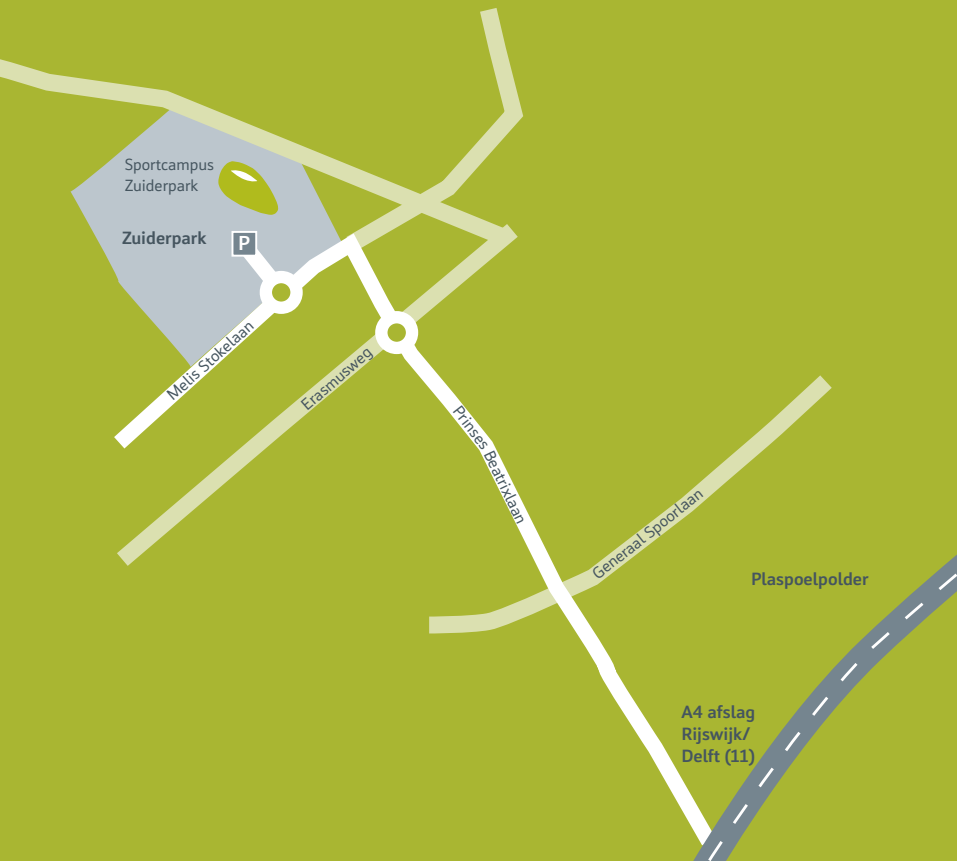 Sportcampus
Zuiderpark
Zuiderpark
P
Melis Stokelaan
Erasmusweg
Prinses Beatrixlaan
Generaal Spoorlaan
Plaspoelpolder
A4 afslag
Rijswijk/
Delft (11)